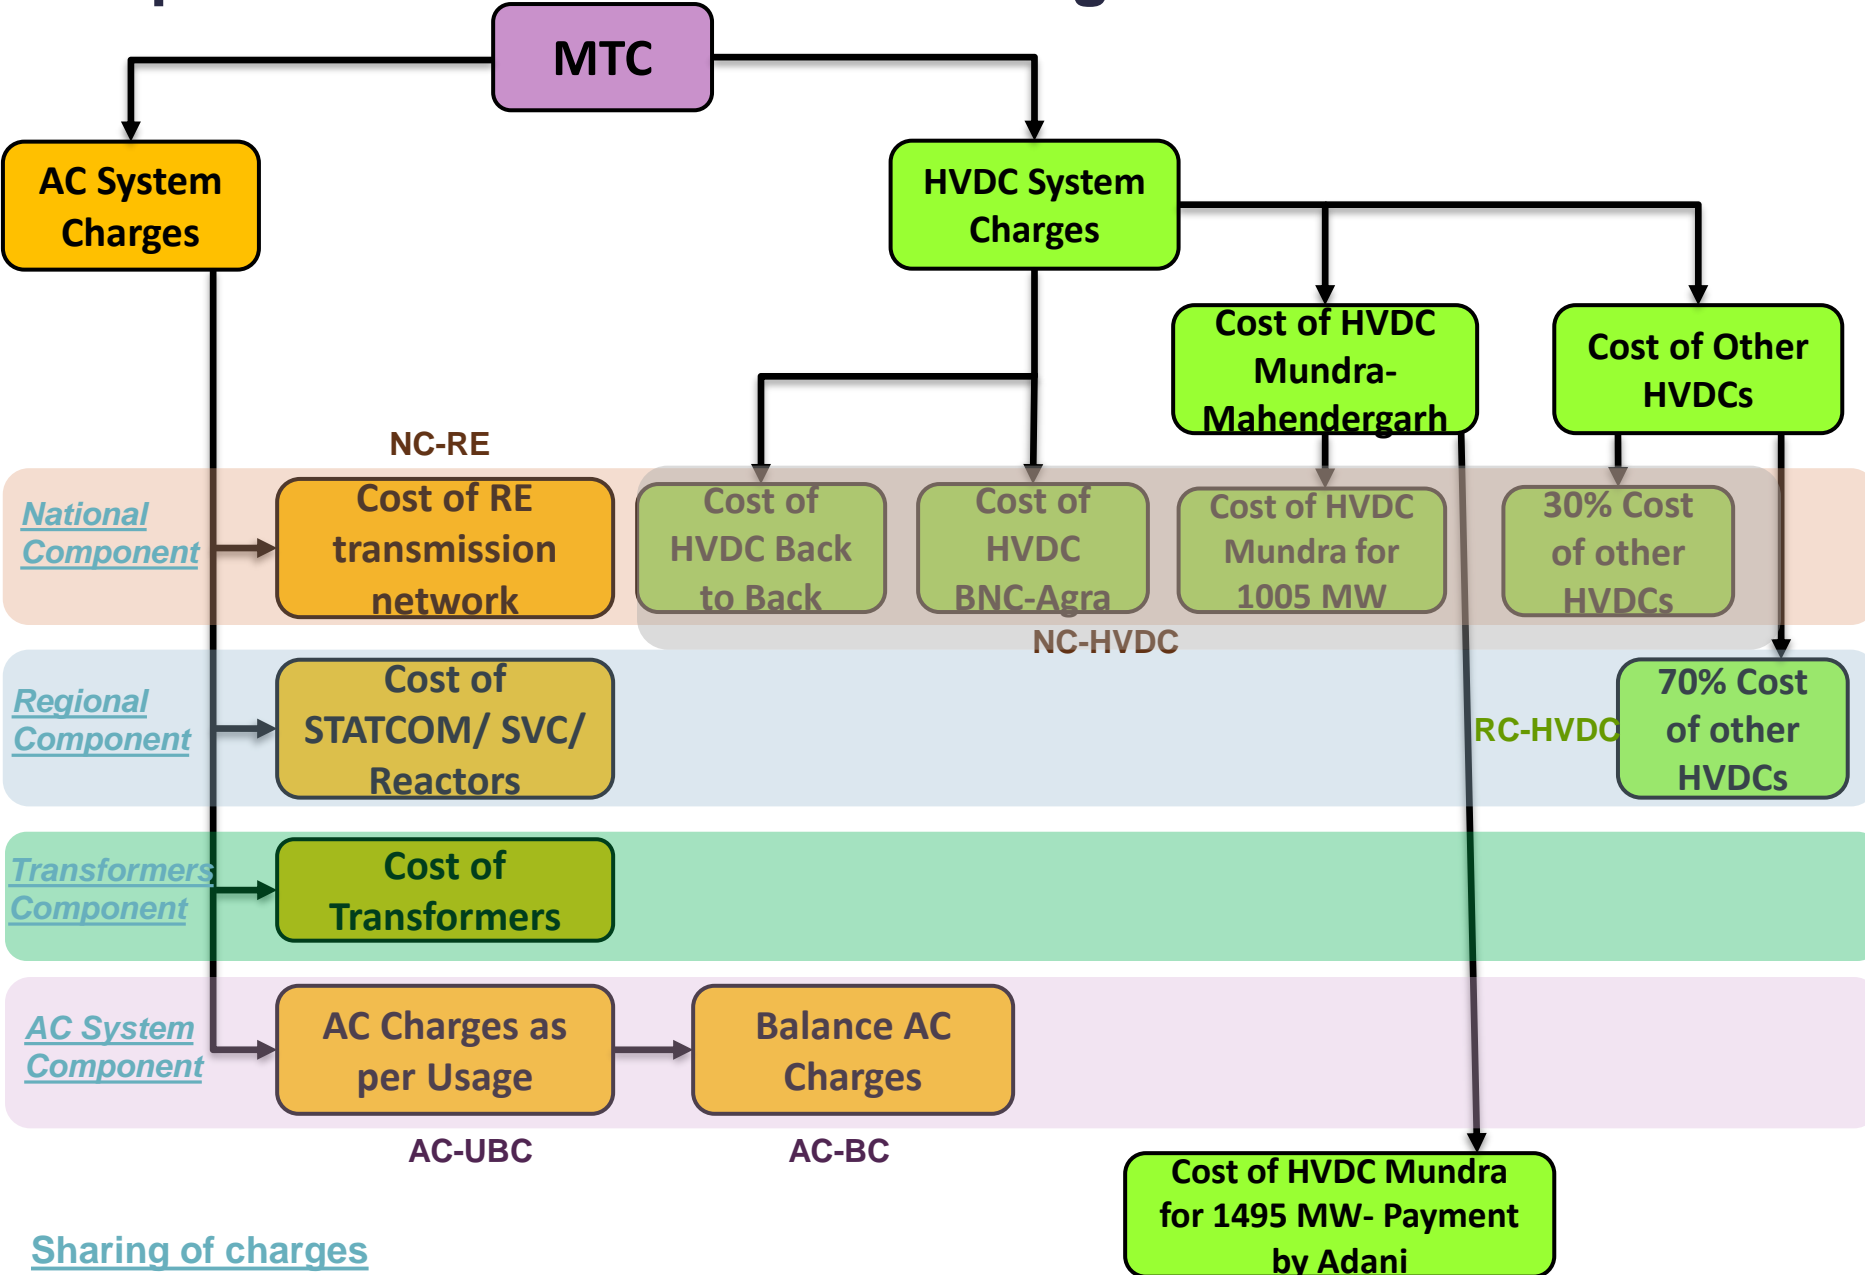 MTC
AC System
Charges
HVDC System
Charges
Cost of HVDC
Mundra-
Mahendergarh
Cost of Other
HVDCs
NC-RE
National
Component
Cost of RE
transmission
network
Cost of
HVDC Back
to Back
Cost of
HVDC
BNC-Agra
Cost of HVDC
Mundra for
1005 MW
30% Cost
of other
HVDCs
NC-HVDC
Regional
Component
Cost of
STATCOM/ SVC/
Reactors
RC-HVDC
70% Cost
of other
HVDCs
Transformers
Component
Cost of
Transformers
AC System
Component
AC Charges as
per Usage
Balance AC
Charges
AC-UBC
AC-BC
Cost of HVDC Mundra
for 1495 MW- Payment
by Adani
Sharing of charges